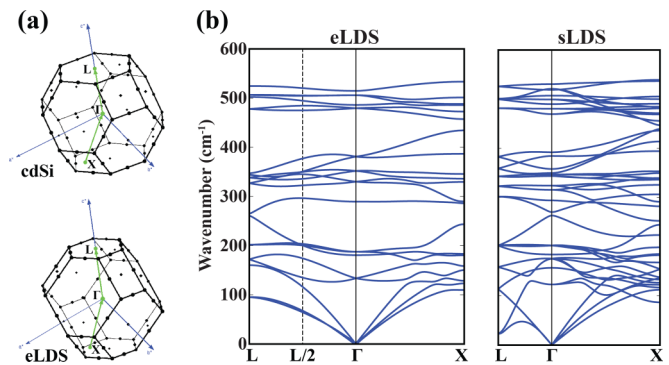 (a)
c*
L
Γ
X
a*
b*
cdSi
c*
L
Γ
X
a*
b*
eLDS
(b)
eLDS
sLDS
Wavenumber (cm⁻¹)
600
500
400
300
200
100
0
L
L/2
Γ
X
L
Γ
X